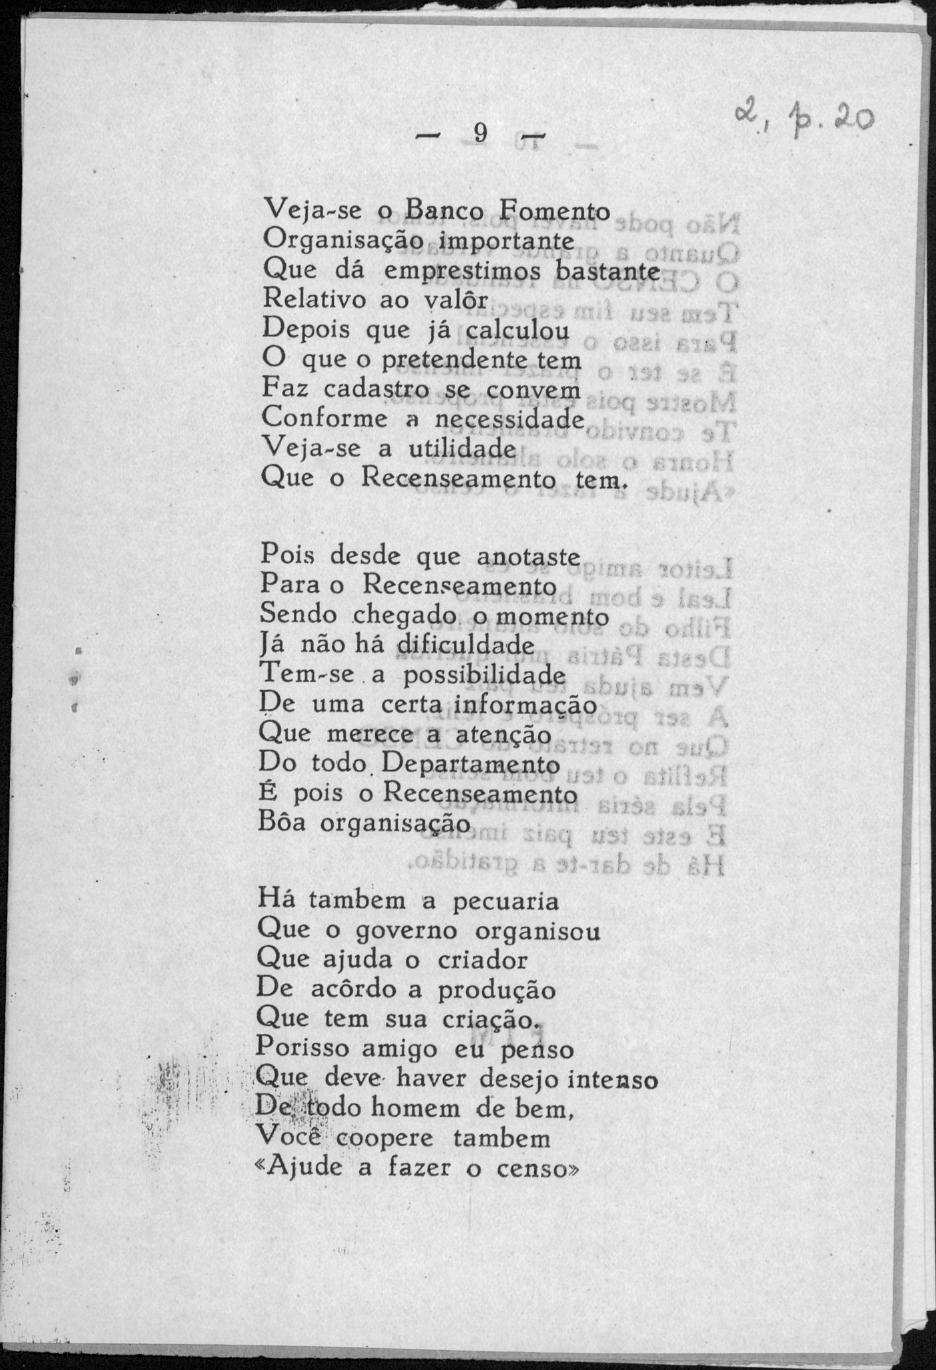 2, p. 20
— 9 —
Veja-se o Banco Fomento
Organisação importante
Que dá emprestimos bastante
Relativo ao valôr
Depois que já calculou
O que o pretendente tem
Faz cadastro se convem
Conforme a necessidade
Veja-se a utilidade
Que o Recenseamento tem.
Pois desde que anotaste
Para o Recenseamento
Sendo chegado o momento
Já não há dificuldade
Tem-se a possibilidade
De uma certa informação
Que merece a atenção
Do todo Departamento
É pois o Recenseamento
Bôa organisação
Há tambem a pecuaria
Que o governo organisou
Que ajuda o criador
De acôrdo a produção
Que tem sua criação.
Porisso amigo eu penso
Que deve haver desejo intenso
De todo homem de bem,
Você coopere tambem
«Ajude a fazer o censo»